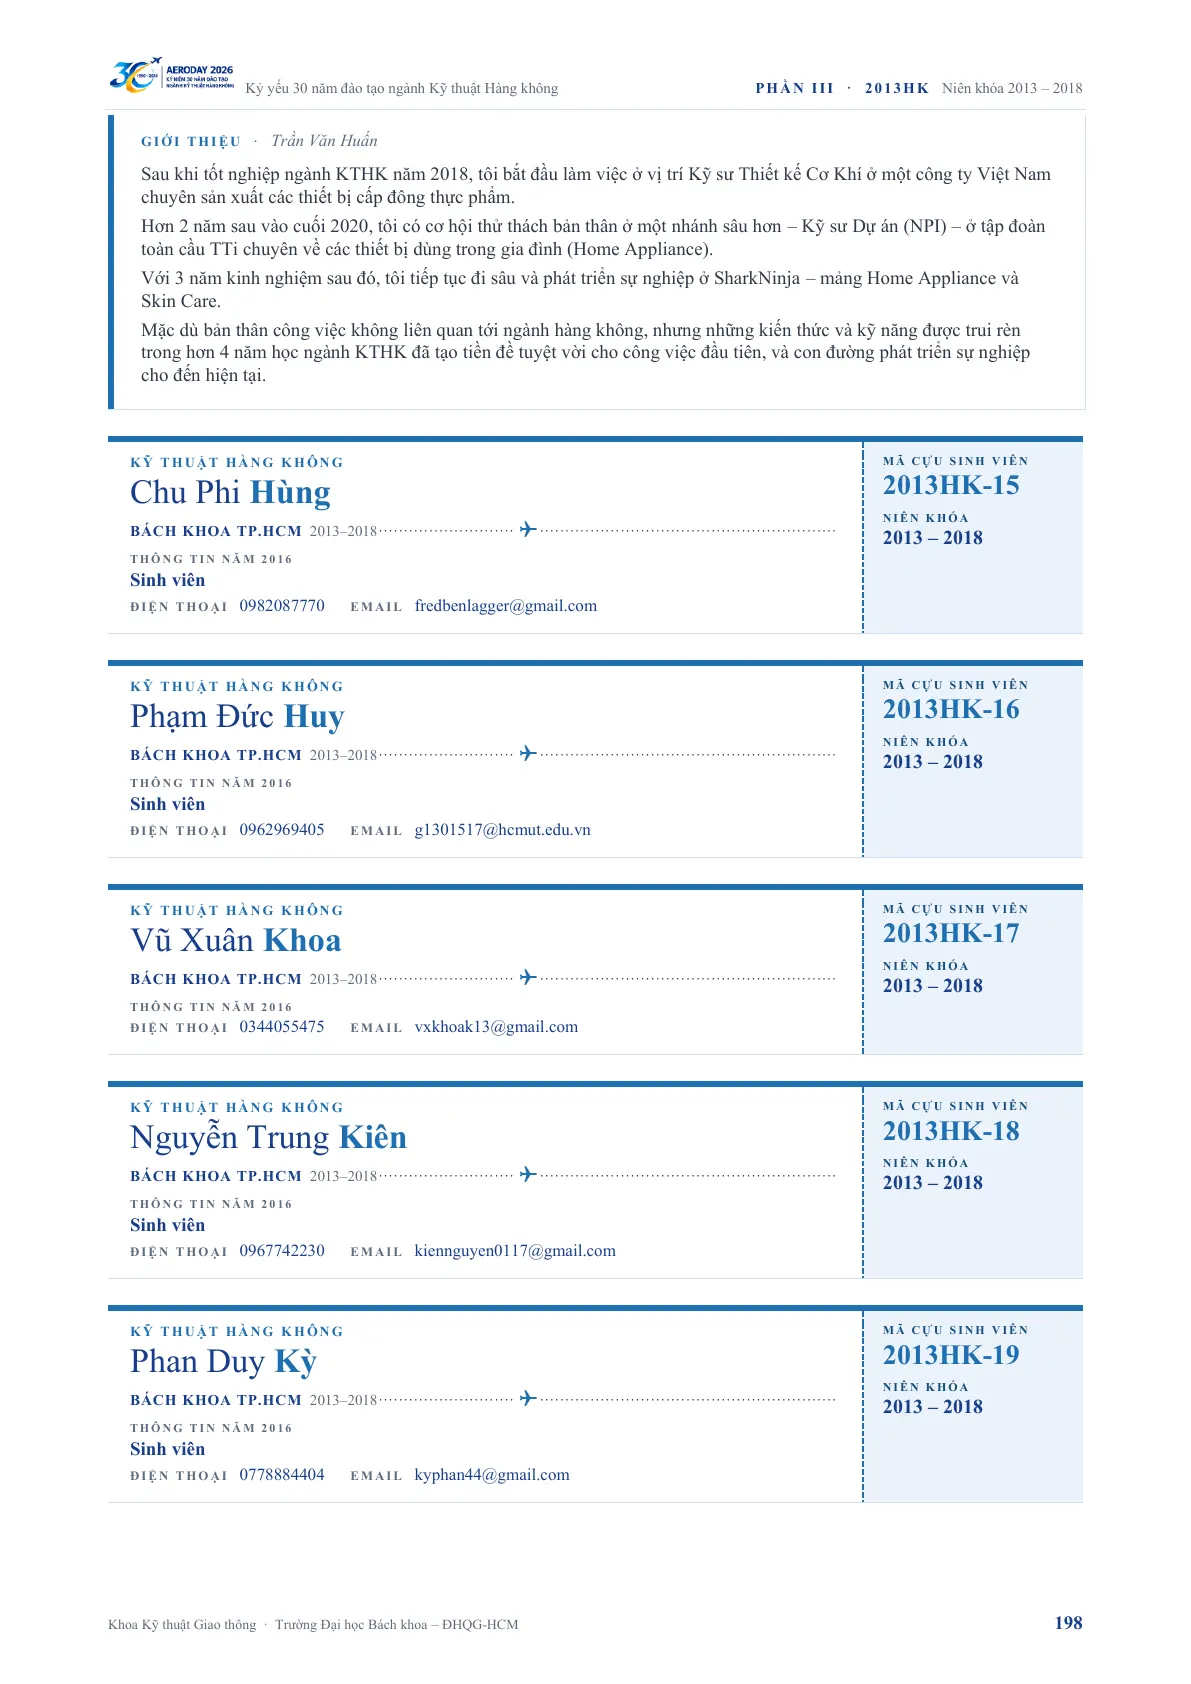 30 1996 - 2026 AERODAY 2026
KỶ NIỆM 30 NĂM ĐÀO TẠO
NGÀNH KỸ THUẬT HÀNG KHÔNG
Kỷ yếu 30 năm đào tạo ngành Kỹ thuật Hàng không
PHẦN III · 2013HK Niên khóa 2013 – 2018
GIỚI THIỆU · Trần Văn Huấn
Sau khi tốt nghiệp ngành KTHK năm 2018, tôi bắt đầu làm việc ở vị trí Kỹ sư Thiết kế Cơ Khí ở một công ty Việt Nam
chuyên sản xuất các thiết bị cấp đông thực phẩm.
Hơn 2 năm sau vào cuối 2020, tôi có cơ hội thử thách bản thân ở một nhánh sâu hơn – Kỹ sư Dự án (NPI) – ở tập đoàn
toàn cầu TTi chuyên về các thiết bị dùng trong gia đình (Home Appliance).
Với 3 năm kinh nghiệm sau đó, tôi tiếp tục đi sâu và phát triển sự nghiệp ở SharkNinja – mảng Home Appliance và
Skin Care.
Mặc dù bản thân công việc không liên quan tới ngành hàng không, nhưng những kiến thức và kỹ năng được trui rèn
trong hơn 4 năm học ngành KTHK đã tạo tiền đề tuyệt vời cho công việc đầu tiên, và con đường phát triển sự nghiệp
cho đến hiện tại.
KỸ THUẬT HÀNG KHÔNG
Chu Phi Hùng
BÁCH KHOA TP.HCM 2013–2018
THÔNG TIN NĂM 2016
Sinh viên
ĐIỆN THOẠI 0982087770 EMAIL fredbenlagger@gmail.com
MÃ CỰU SINH VIÊN
2013HK-15
NIÊN KHÓA
2013 – 2018
KỸ THUẬT HÀNG KHÔNG
Phạm Đức Huy
BÁCH KHOA TP.HCM 2013–2018
THÔNG TIN NĂM 2016
Sinh viên
ĐIỆN THOẠI 0962969405 EMAIL g1301517@hcmut.edu.vn
MÃ CỰU SINH VIÊN
2013HK-16
NIÊN KHÓA
2013 – 2018
KỸ THUẬT HÀNG KHÔNG
Vũ Xuân Khoa
BÁCH KHOA TP.HCM 2013–2018
THÔNG TIN NĂM 2016
ĐIỆN THOẠI 0344055475 EMAIL vxkhoak13@gmail.com
MÃ CỰU SINH VIÊN
2013HK-17
NIÊN KHÓA
2013 – 2018
KỸ THUẬT HÀNG KHÔNG
Nguyễn Trung Kiên
BÁCH KHOA TP.HCM 2013–2018
THÔNG TIN NĂM 2016
Sinh viên
ĐIỆN THOẠI 0967742230 EMAIL kiennguyen0117@gmail.com
MÃ CỰU SINH VIÊN
2013HK-18
NIÊN KHÓA
2013 – 2018
KỸ THUẬT HÀNG KHÔNG
Phan Duy Kỳ
BÁCH KHOA TP.HCM 2013–2018
THÔNG TIN NĂM 2016
Sinh viên
ĐIỆN THOẠI 0778884404 EMAIL kyphan44@gmail.com
MÃ CỰU SINH VIÊN
2013HK-19
NIÊN KHÓA
2013 – 2018
Khoa Kỹ thuật Giao thông · Trường Đại học Bách khoa – ĐHQG-HCM
198